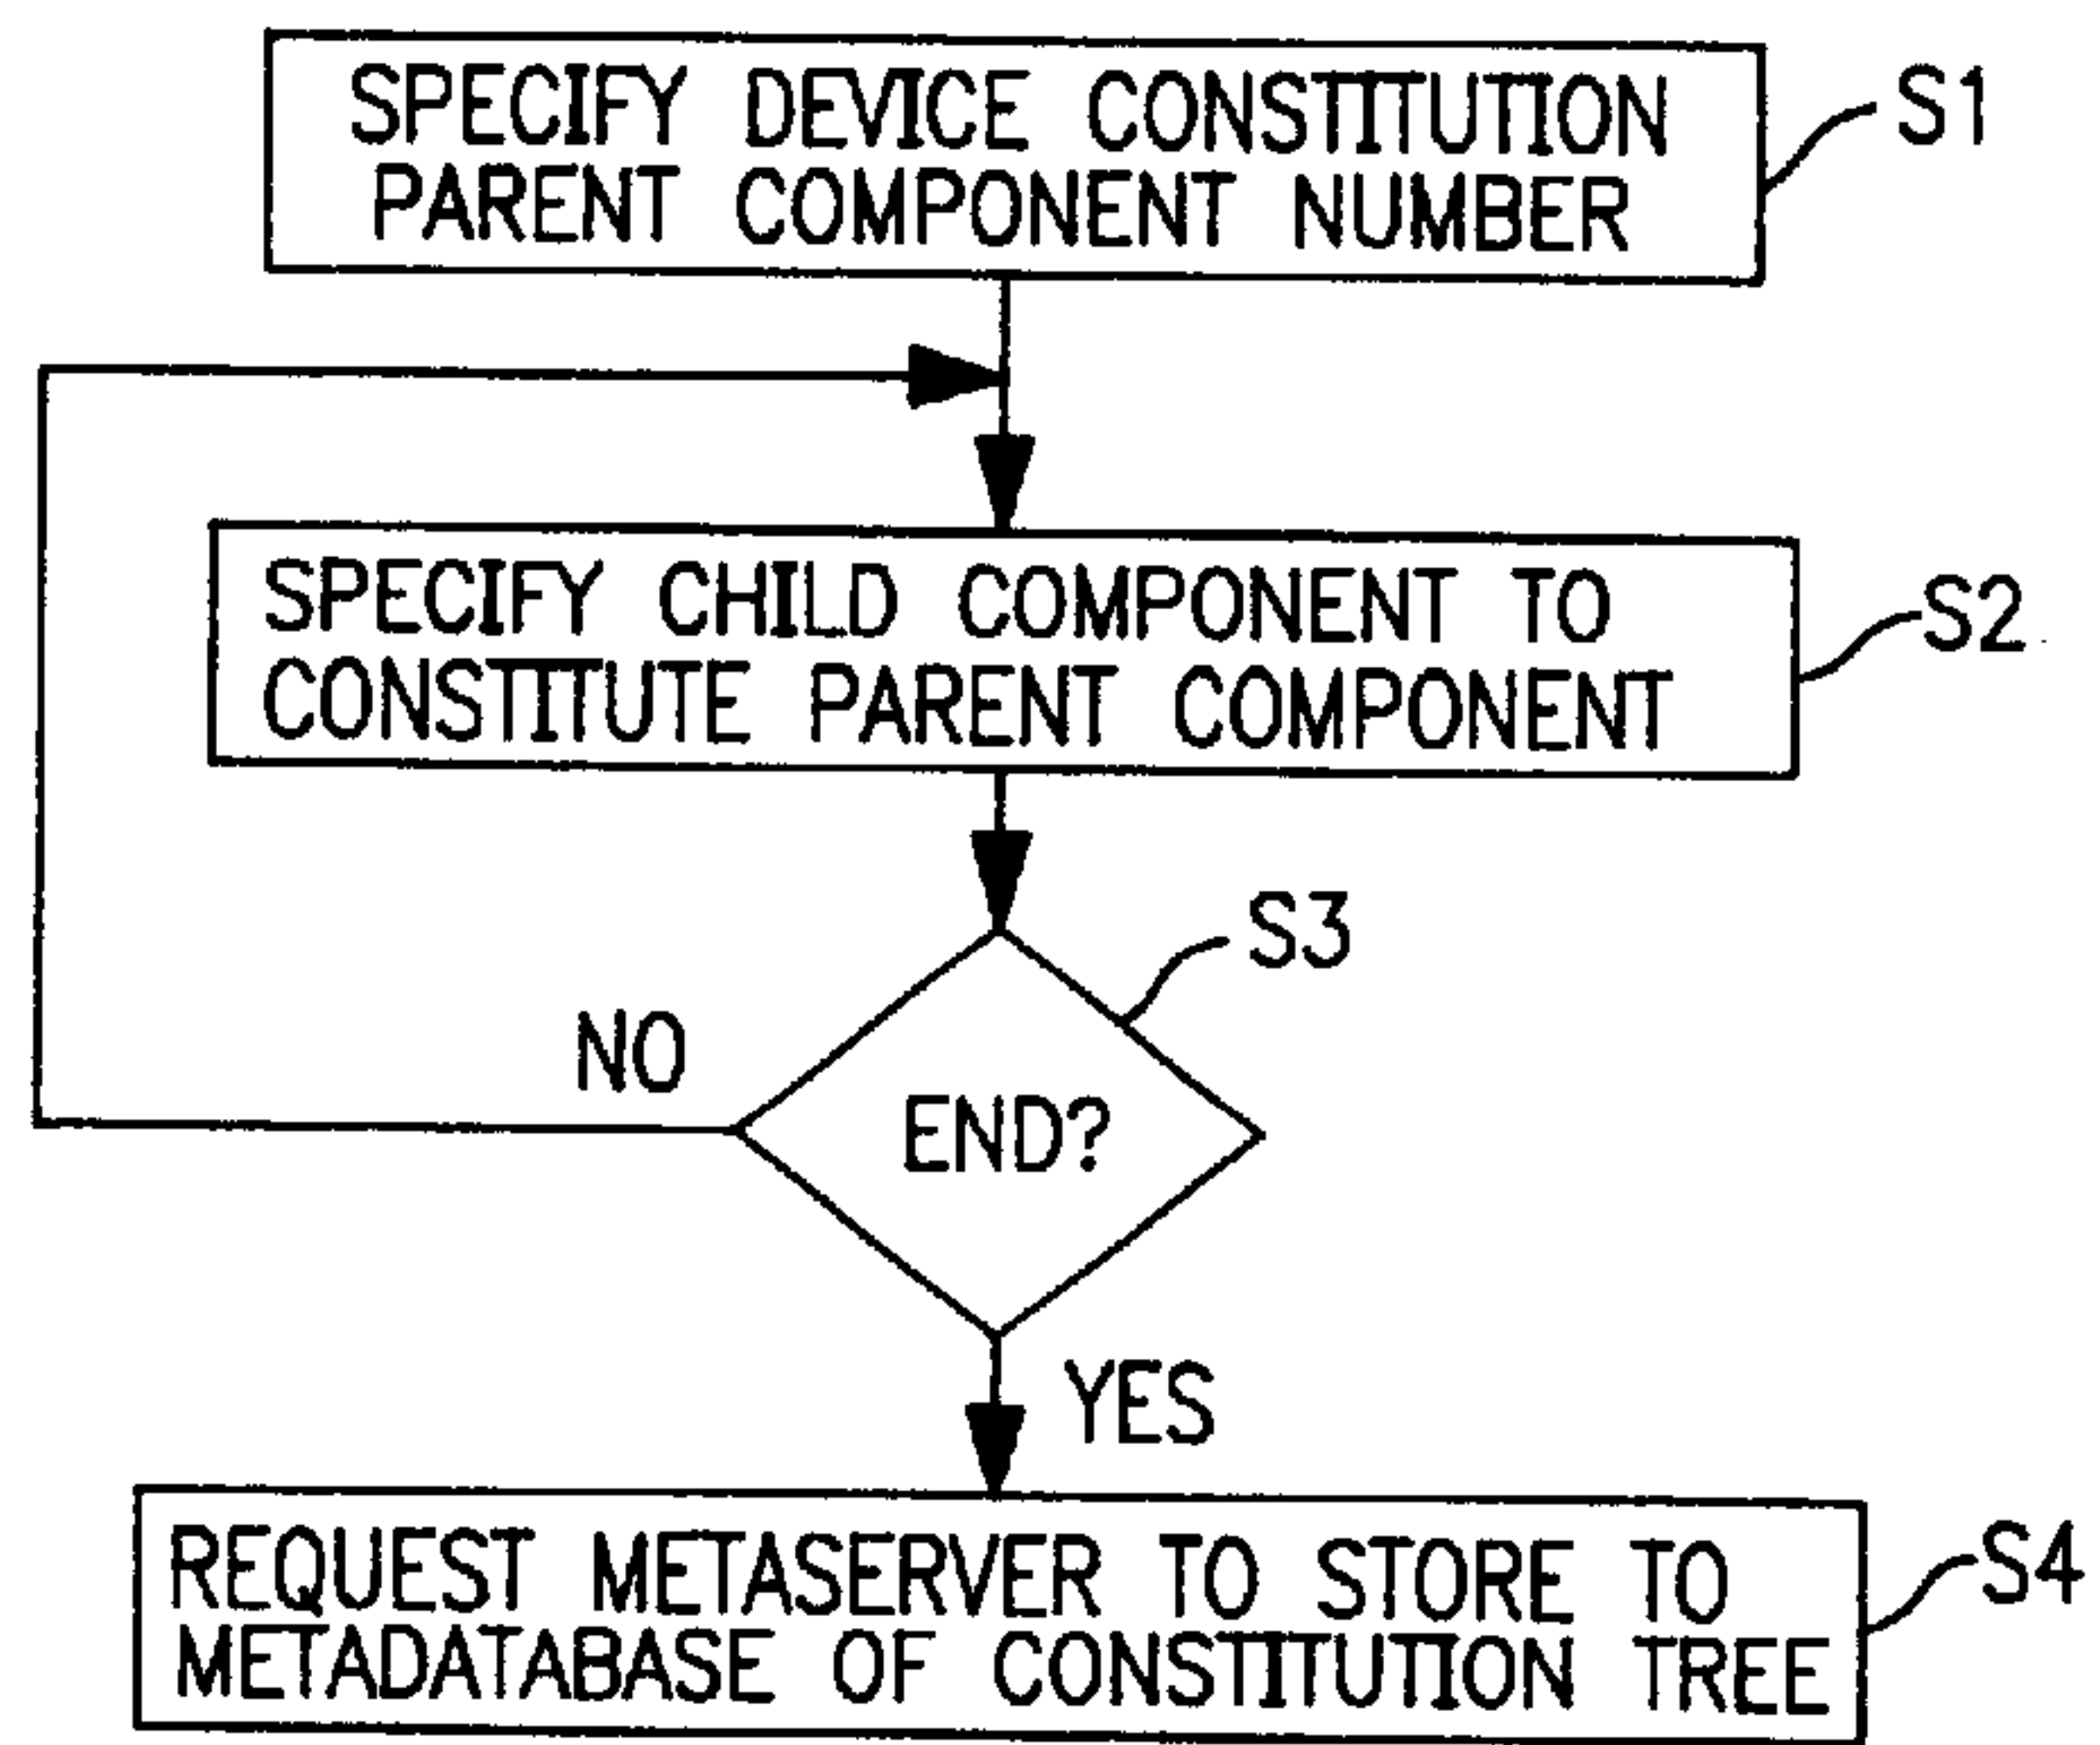 SPECIFY DEVICE CONSTITUTION
PARENT COMPONENT NUMBER
S1
SPECIFY CHILD COMPONENT TO
CONSTITUTE PARENT COMPONENT
S2
S3
NO
END?
YES
REQUEST METASERVER TO STORE TO
METADATABASE OF CONSTITUTION TREE
S4